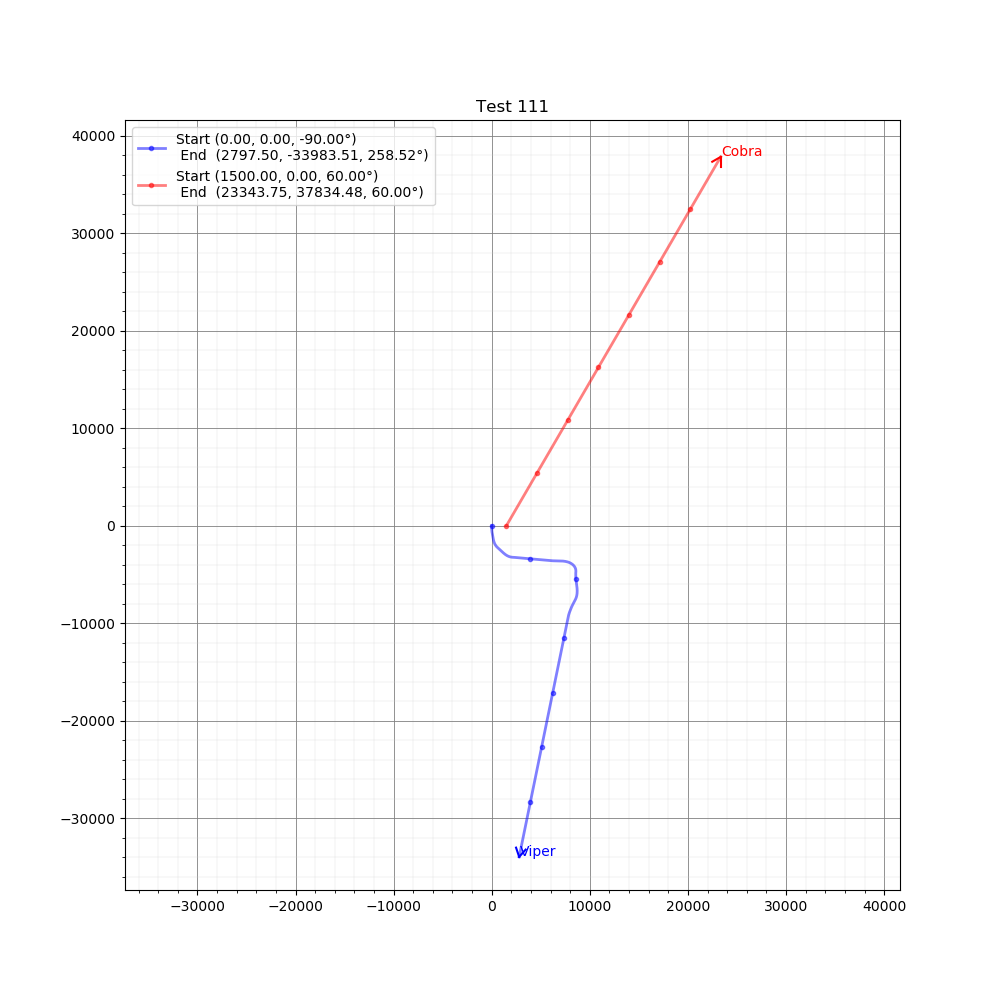 Test 111
Start (0.00, 0.00, -90.00°)
End (2797.50, -33983.51, 258.52°)
Start (1500.00, 0.00, 60.00°)
End (23343.75, 37834.48, 60.00°)
Cobra
Viper
40000
30000
20000
10000
0
−10000
−20000
−30000
−30000 −20000 −10000 0 10000 20000 30000 40000